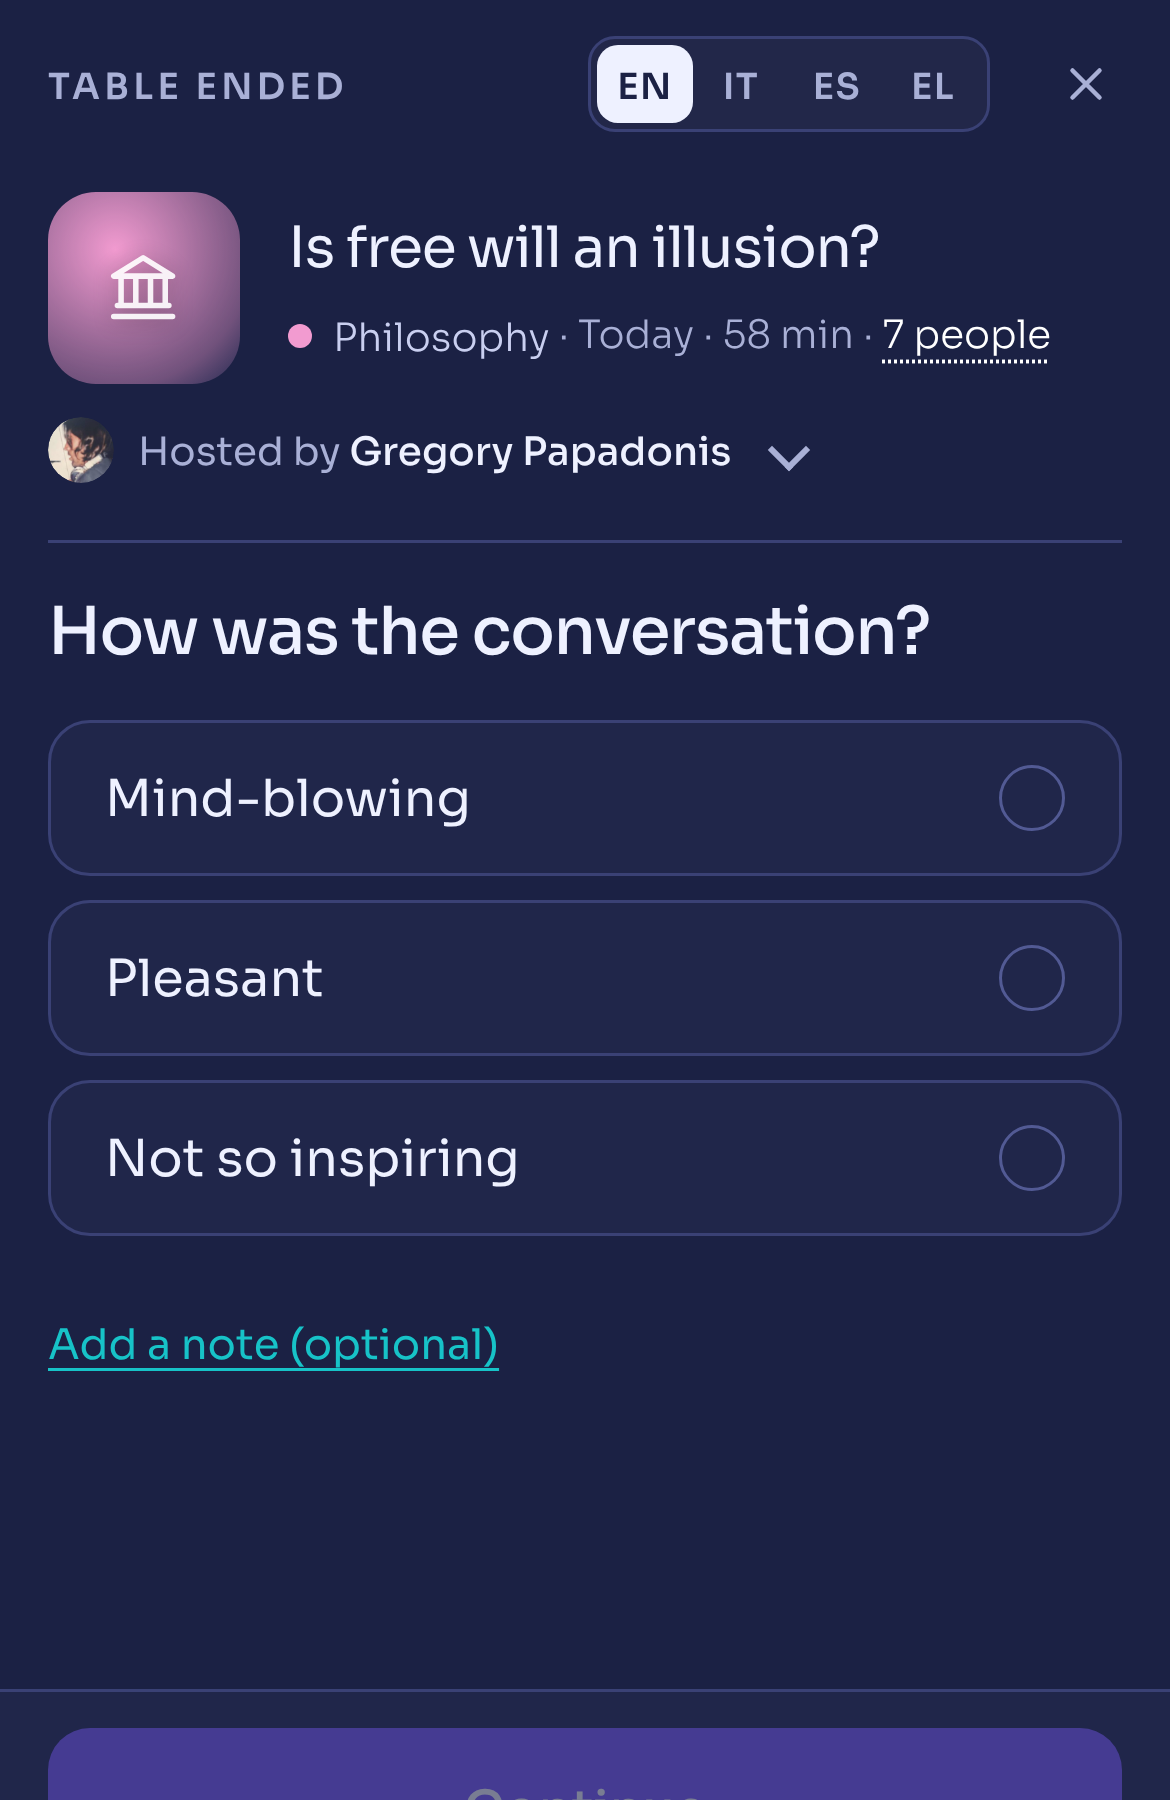 TABLE ENDED
EN IT ES EL
Is free will an illusion?
Philosophy · Today · 58 min · 7 people
Hosted by Gregory Papadonis
How was the conversation?
Mind-blowing
Pleasant
Not so inspiring
Add a note (optional)
Continue